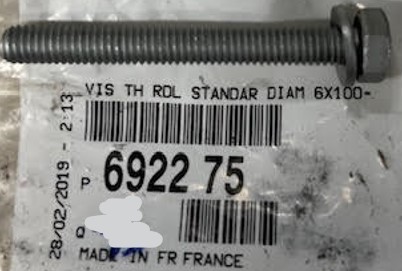 VIS TH RDL STANDAR DIAM 6X100-
P 6922 75
Q
MADE IN FR FRANCE
28/02/2019 - 2:13